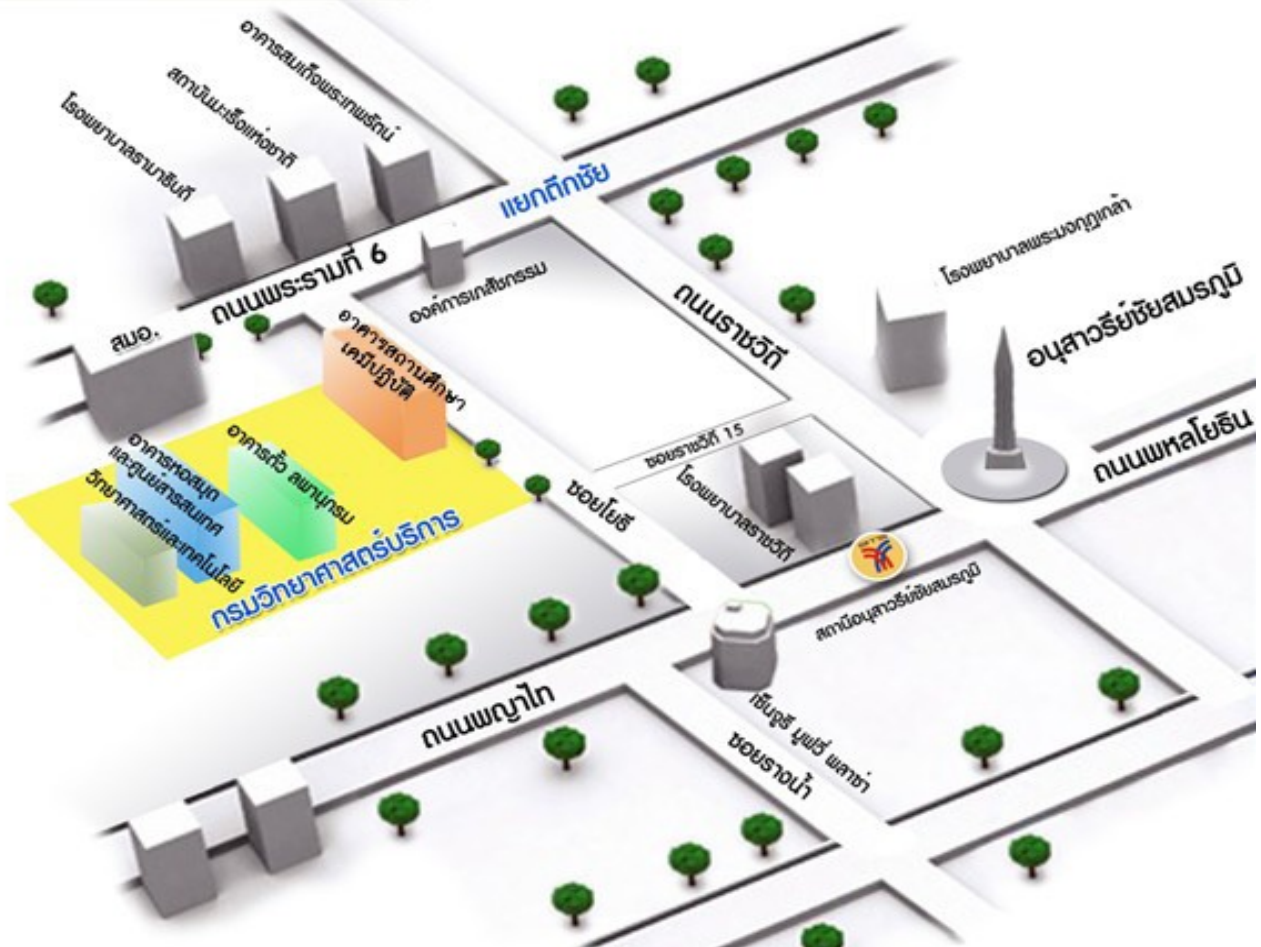 อาคารสมเด็จพระเทพรัตน์
สถาบันมะเร็งแห่งชาติ
โรงพยาบาลรามาธิบดี
แยกตึกชัย
ถนนพระรามที่ 6
องค์การเภสัชกรรม
โรงพยาบาลพระมงกุฎเกล้า
อนุสาวรีย์ชัยสมรภูมิ
ถนนราชวิถี
สมอ.
อาคารสถานศึกษา
เคมีปฏิบัติ
ถนนพหลโยธิน
ซอยราชวิถี 15
โรงพยาบาลราชวิถี
อาคารหอสมุด
และศูนย์สารสนเทศ
วิทยาศาสตร์และเทคโนโลยี
อาคารตั้ว ลพานุกรม
ซอยโยธี
กรมวิทยาศาสตร์บริการ
สถานีอนุสาวรีย์ชัยสมรภูมิ
ถนนพญาไท
เซ็นจูรี มูฟวี่ พลาซ่า
ซอยรางน้ำ